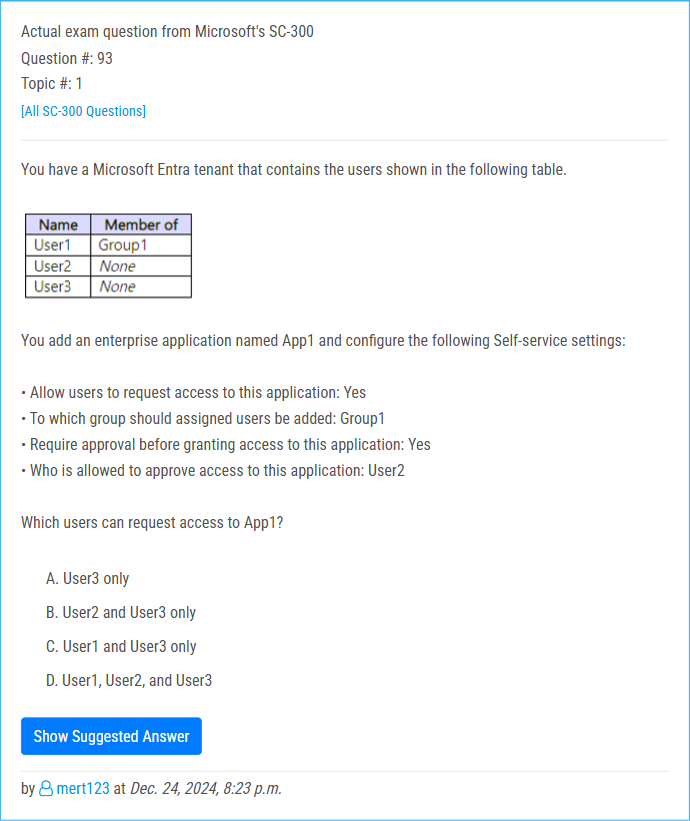 Actual exam question from Microsoft's SC-300
Question #: 93
Topic #: 1
[All SC-300 Questions]
You have a Microsoft Entra tenant that contains the users shown in the following table.
Name Member of
User1 Group1
User2 None
User3 None
You add an enterprise application named App1 and configure the following Self-service settings:
• Allow users to request access to this application: Yes
• To which group should assigned users be added: Group1
• Require approval before granting access to this application: Yes
• Who is allowed to approve access to this application: User2
Which users can request access to App1?
A. User3 only
B. User2 and User3 only
C. User1 and User3 only
D. User1, User2, and User3
Show Suggested Answer
by mert123 at Dec. 24, 2024, 8:23 p.m.